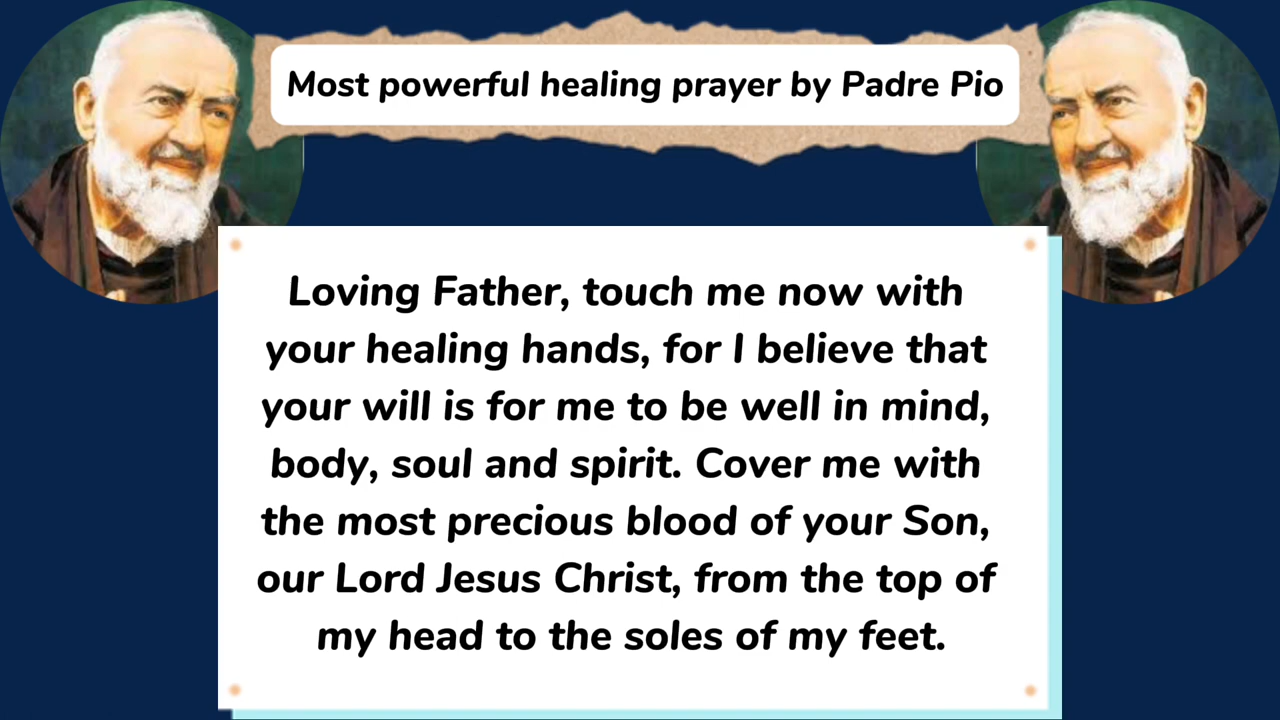 Most powerful healing prayer by Padre Pio
Loving Father, touch me now with
your healing hands, for I believe that
your will is for me to be well in mind,
body, soul and spirit. Cover me with
the most precious blood of your Son,
our Lord Jesus Christ, from the top of
my head to the soles of my feet.